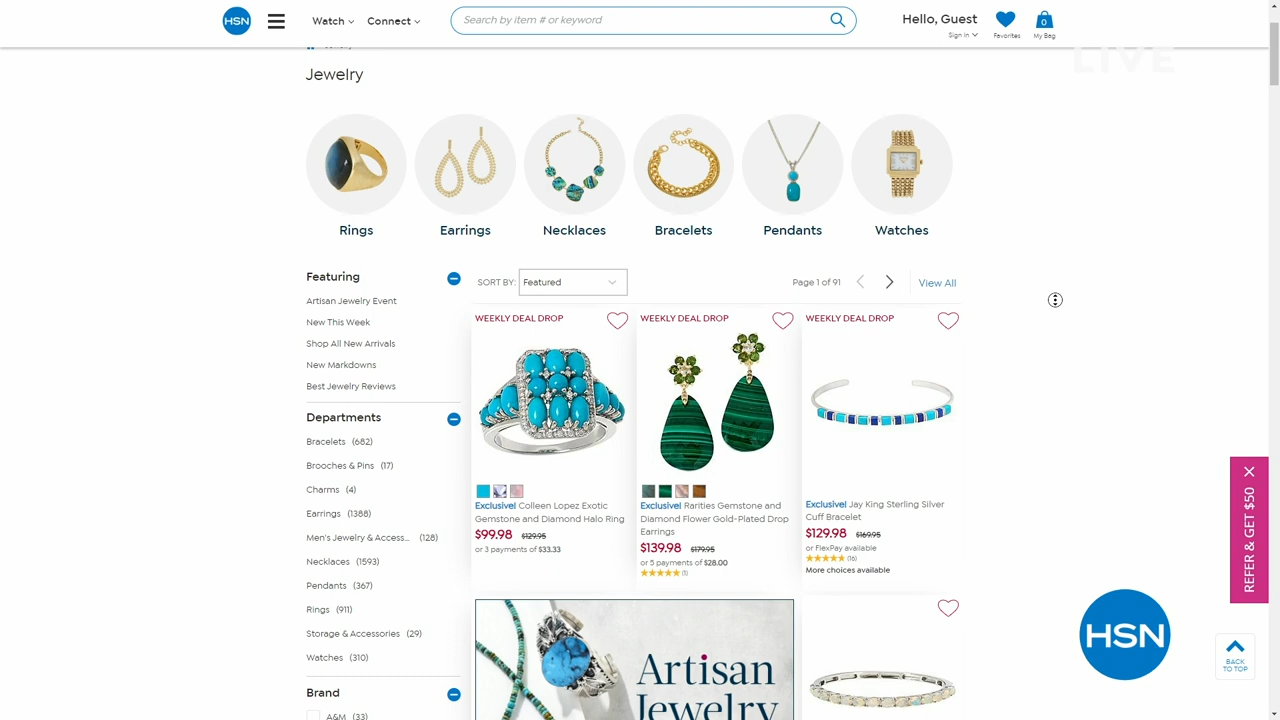 HSN
Watch
Connect
Search by item # or keyword
Hello, Guest
Sign In
Favorites
0
My Bag
LIVE
Jewelry
Rings
Earrings
Necklaces
Bracelets
Pendants
Watches
Featuring
Artisan Jewelry Event
New This Week
Shop All New Arrivals
New Markdowns
Best Jewelry Reviews
Departments
Bracelets (682)
Brooches & Pins (17)
Charms (4)
Earrings (1388)
Men's Jewelry & Access... (128)
Necklaces (1593)
Pendants (367)
Rings (911)
Storage & Accessories (29)
Watches (310)
Brand
A&M (33)
SORT BY: Featured
Page 1 of 91
View All
WEEKLY DEAL DROP
Exclusive! Colleen Lopez Exotic
Gemstone and Diamond Halo Ring
$99.98 $129.95
or 3 payments of $33.33
WEEKLY DEAL DROP
Exclusive! Rarities Gemstone and
Diamond Flower Gold-Plated Drop
Earrings
$139.98 $179.95
or 5 payments of $28.00
(1)
WEEKLY DEAL DROP
Exclusive! Jay King Sterling Silver
Cuff Bracelet
$129.98 $169.95
or FlexPay available
(16)
More choices available
Artisan
Jewelry
REFER & GET $50
HSN
BACK
TO TOP